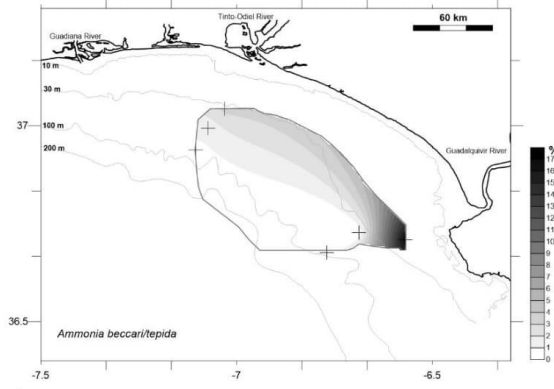 Tinto-Odiel River
60 km
Guadiana River
10 m
30 m
37
100 m
Guadalquivir River
200 m
%
17
16
15
14
13
12
11
10
9
8
7
6
5
4
3
2
1
0
36.5
Ammonia beccari/tepida
-7.5
-7
-6.5